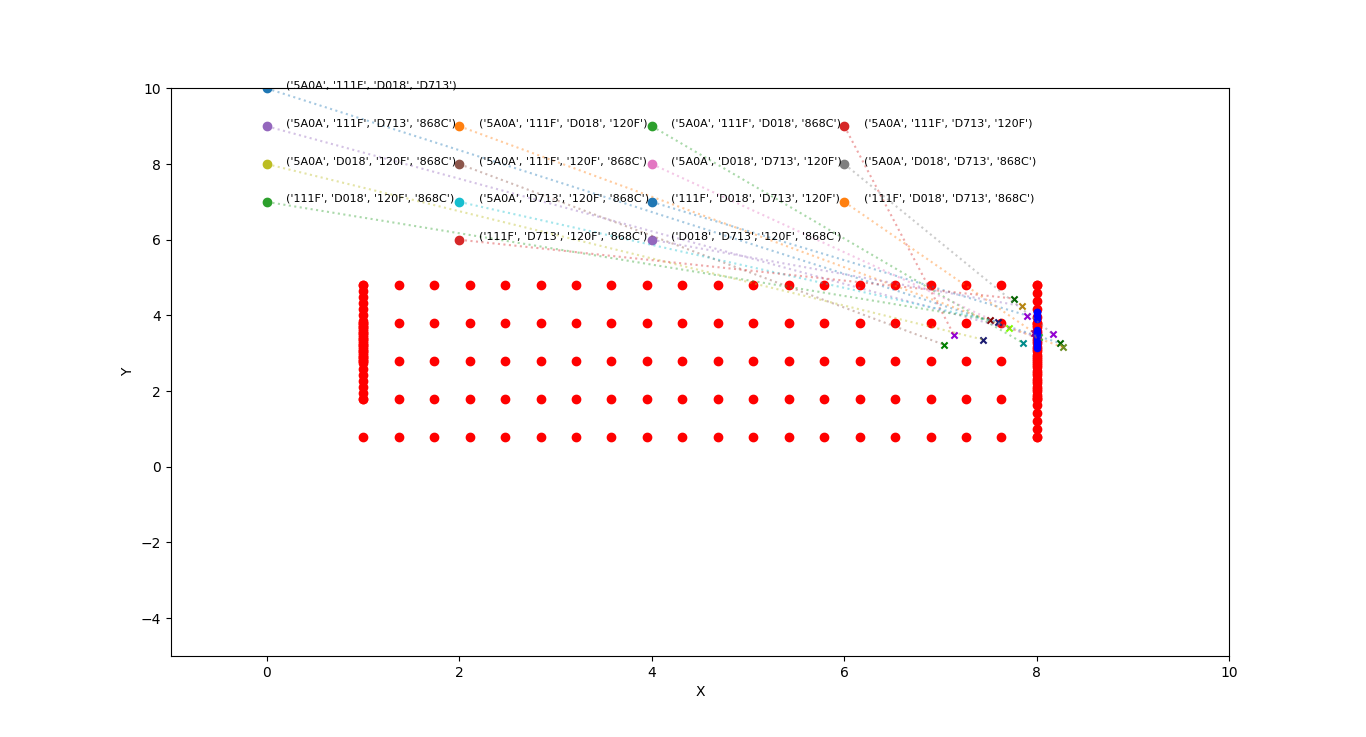 10
('5A0A', '111F', 'D018', 'D713')
('5A0A', '111F', 'D713', '868C') ('5A0A', '111F', 'D018', '120F') ('5A0A', '111F', 'D018', '868C') ('5A0A', '111F', 'D713', '120F')
8
('5A0A', 'D018', '120F', '868C') ('5A0A', '111F', '120F', '868C') ('5A0A', 'D018', 'D713', '120F') ('5A0A', 'D018', 'D713', '868C')
('111F', 'D018', '120F', '868C') ('5A0A', 'D713', '120F', '868C') ('111F', 'D018', 'D713', '120F') ('111F', 'D018', 'D713', '868C')
6
('111F', 'D713', '120F', '868C') ('D018', 'D713', '120F', '868C')
4
Y
2
0
−2
−4
0 2 4 6 8 10
X